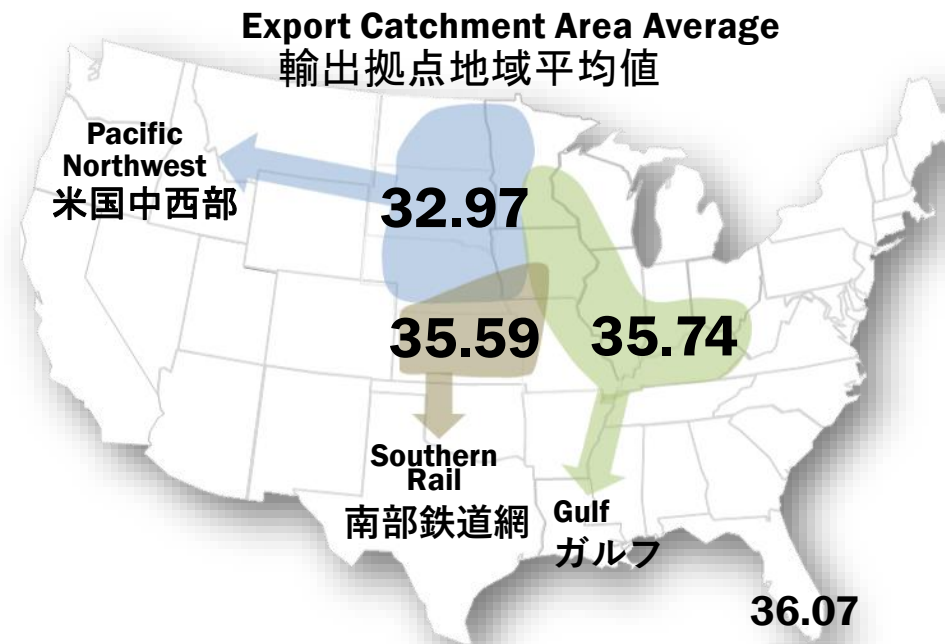 Export Catchment Area Average
輸出拠点地域平均値
Pacific
Northwest
米国中西部
32.97
35.59
35.74
Southern
Rail
南部鉄道網
Gulf
ガルフ
36.07